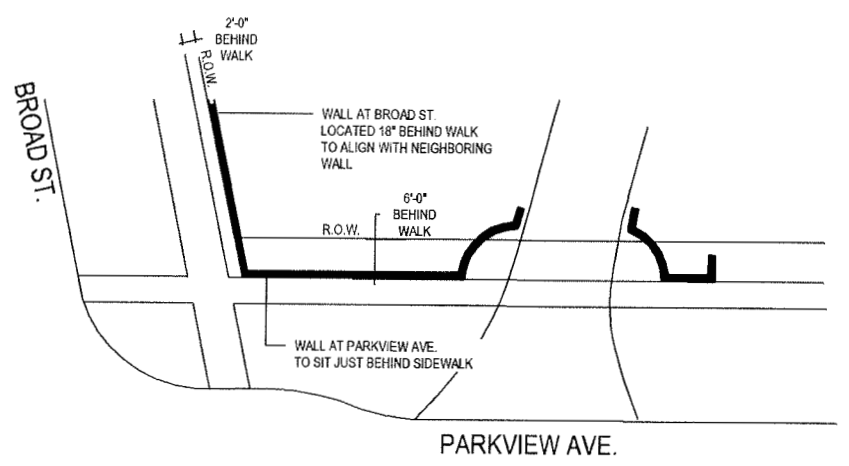 2'-0"
BEHIND
WALK
R.O.W.
BROAD ST.
WALL AT BROAD ST.
LOCATED 18" BEHIND WALK
TO ALIGN WITH NEIGHBORING
WALL
6'-0"
BEHIND
WALK
R.O.W.
WALL AT PARKVIEW AVE.
TO SIT JUST BEHIND SIDEWALK
PARKVIEW AVE.